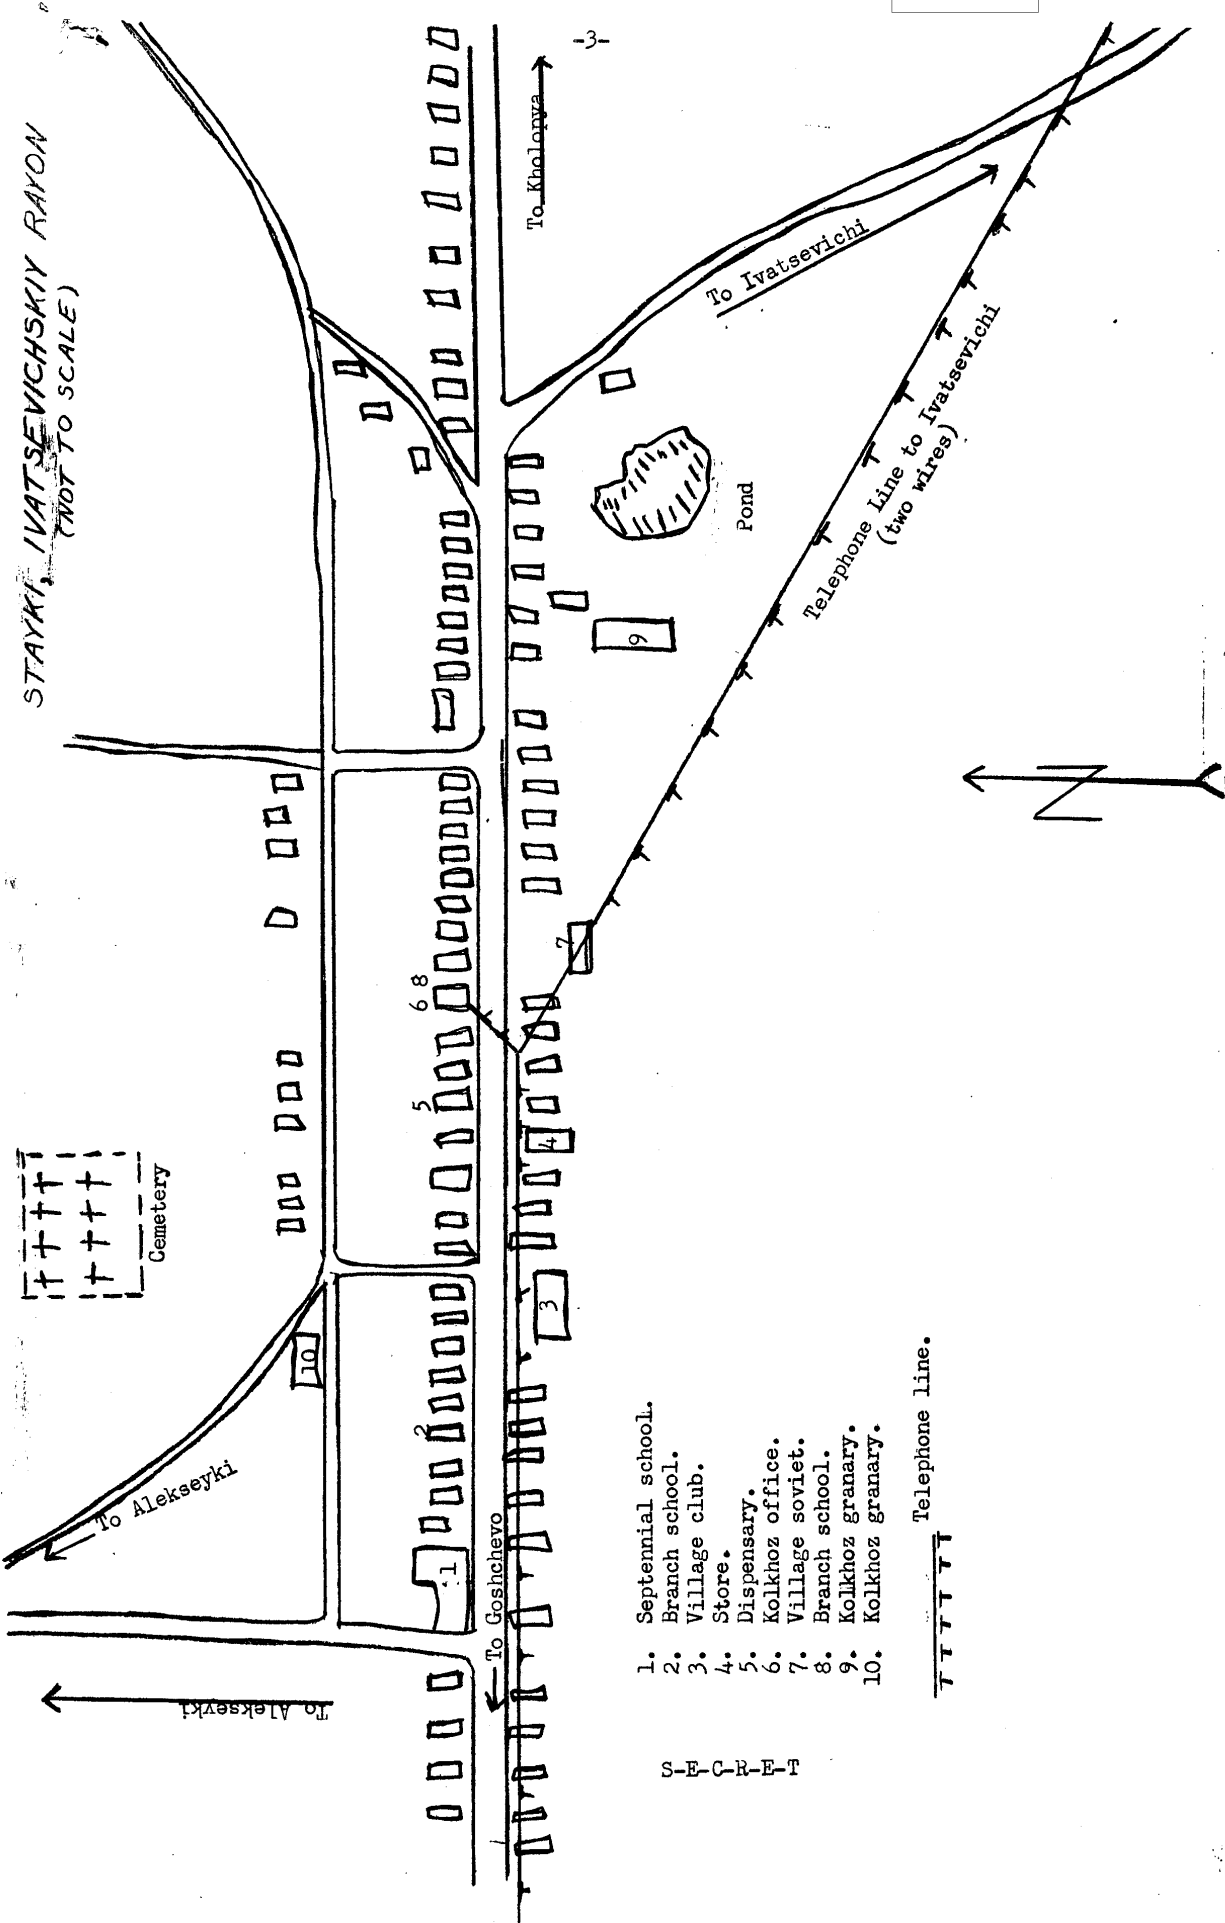 -3-
STAYKI, IVATSEVICHSKIY RAYON
(NOT TO SCALE)
To Kholonya
To Ivatsevichi
Telephone Line to Ivatsevichi
(two wires)
Pond
9
7
6 8
5
4
3
2
1
10
Cemetery
To Alekseyki
To Alekseyki
To Goshchevo
N
1. Septennial school.
2. Branch school.
3. Village club.
4. Store.
5. Dispensary.
6. Kolkhoz office.
7. Village soviet.
8. Branch school.
9. Kolkhoz granary.
10. Kolkhoz granary.
Telephone line.
S-E-C-R-E-T